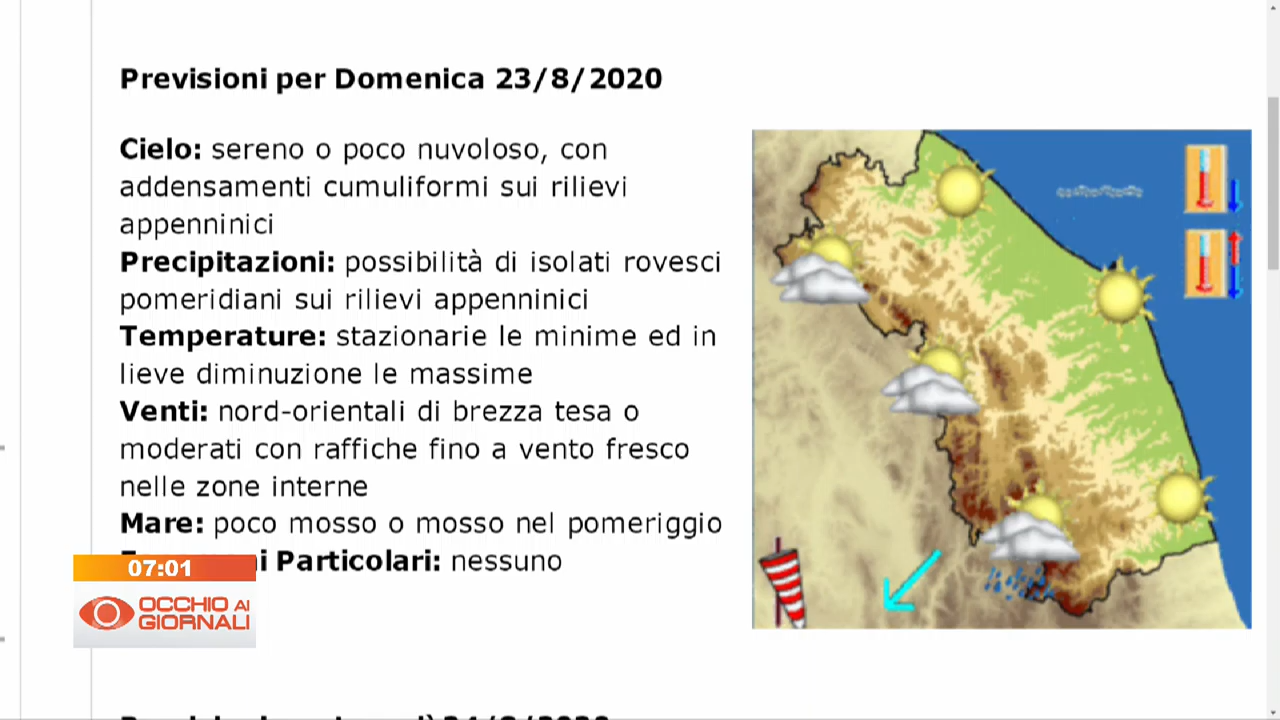 Previsioni per Domenica 23/8/2020
Cielo: sereno o poco nuvoloso, con
addensamenti cumuliformi sui rilievi
appenninici
Precipitazioni: possibilità di isolati rovesci
pomeridiani sui rilievi appenninici
Temperature: stazionarie le minime ed in
lieve diminuzione le massime
Venti: nord-orientali di brezza tesa o
moderati con raffiche fino a vento fresco
nelle zone interne
Mare: poco mosso o mosso nel pomeriggio
Particolari: nessuno
07:01
OCCHIO AI
GIORNALI
24/8/2020